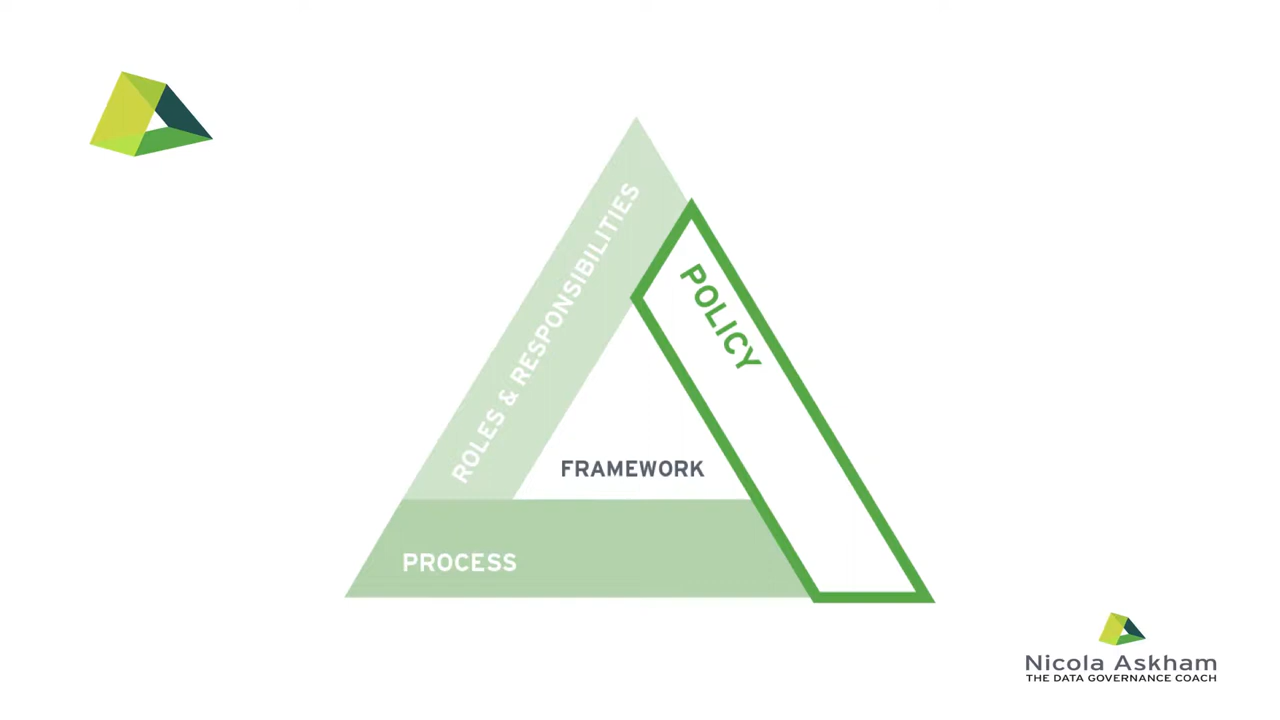 ROLES & RESPONSIBILITIES
POLICY
FRAMEWORK
PROCESS
Nicola Askham
THE DATA GOVERNANCE COACH